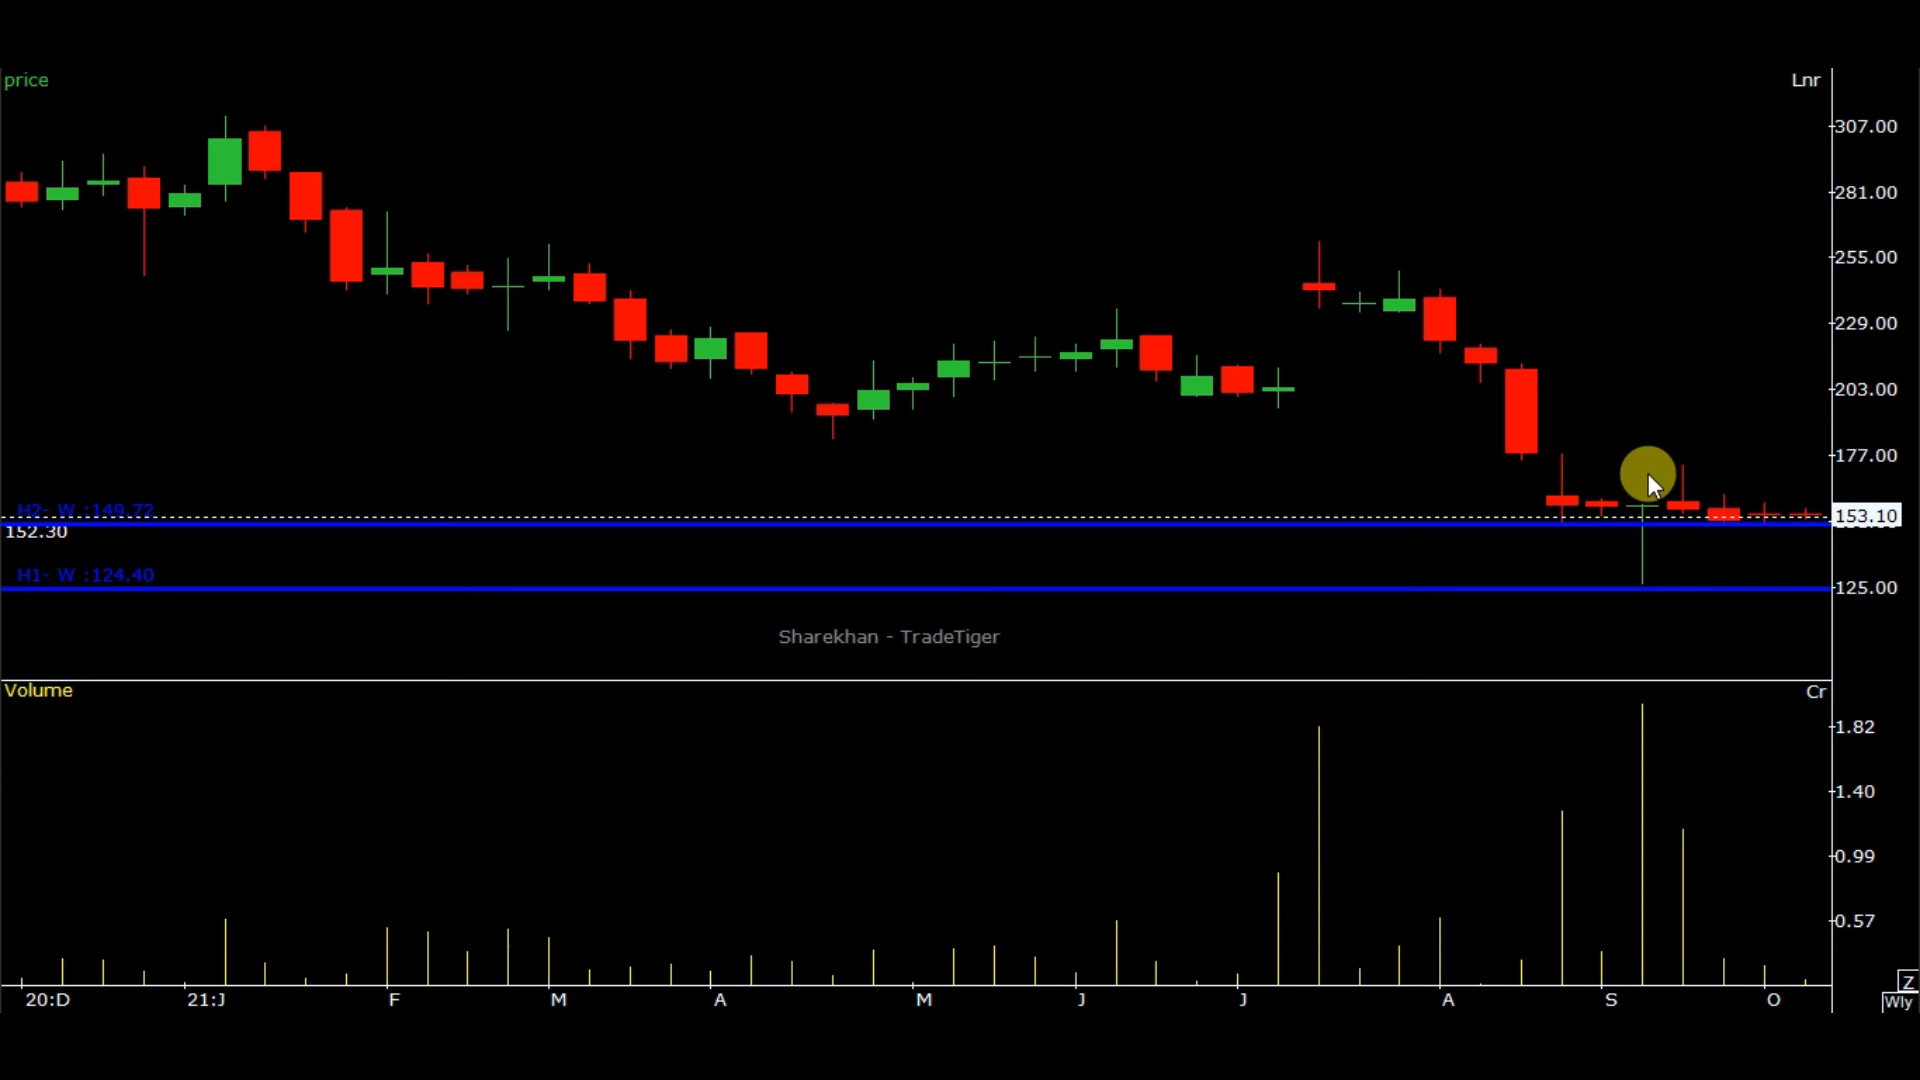 price
Lnr
307.00
281.00
255.00
229.00
203.00
177.00
H2- W :149.72
153.10
152.30
H1- W :124.40
125.00
Sharekhan - TradeTiger
Volume
Cr
1.82
1.40
0.99
0.57
Z
20:D 21:J F M A M J J A S O
Wly